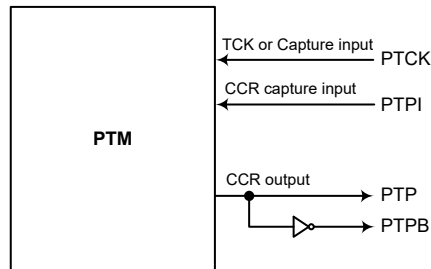 TCK or Capture input
PTCK
CCR capture input
PTPI
PTM
CCR output
PTP
PTPB